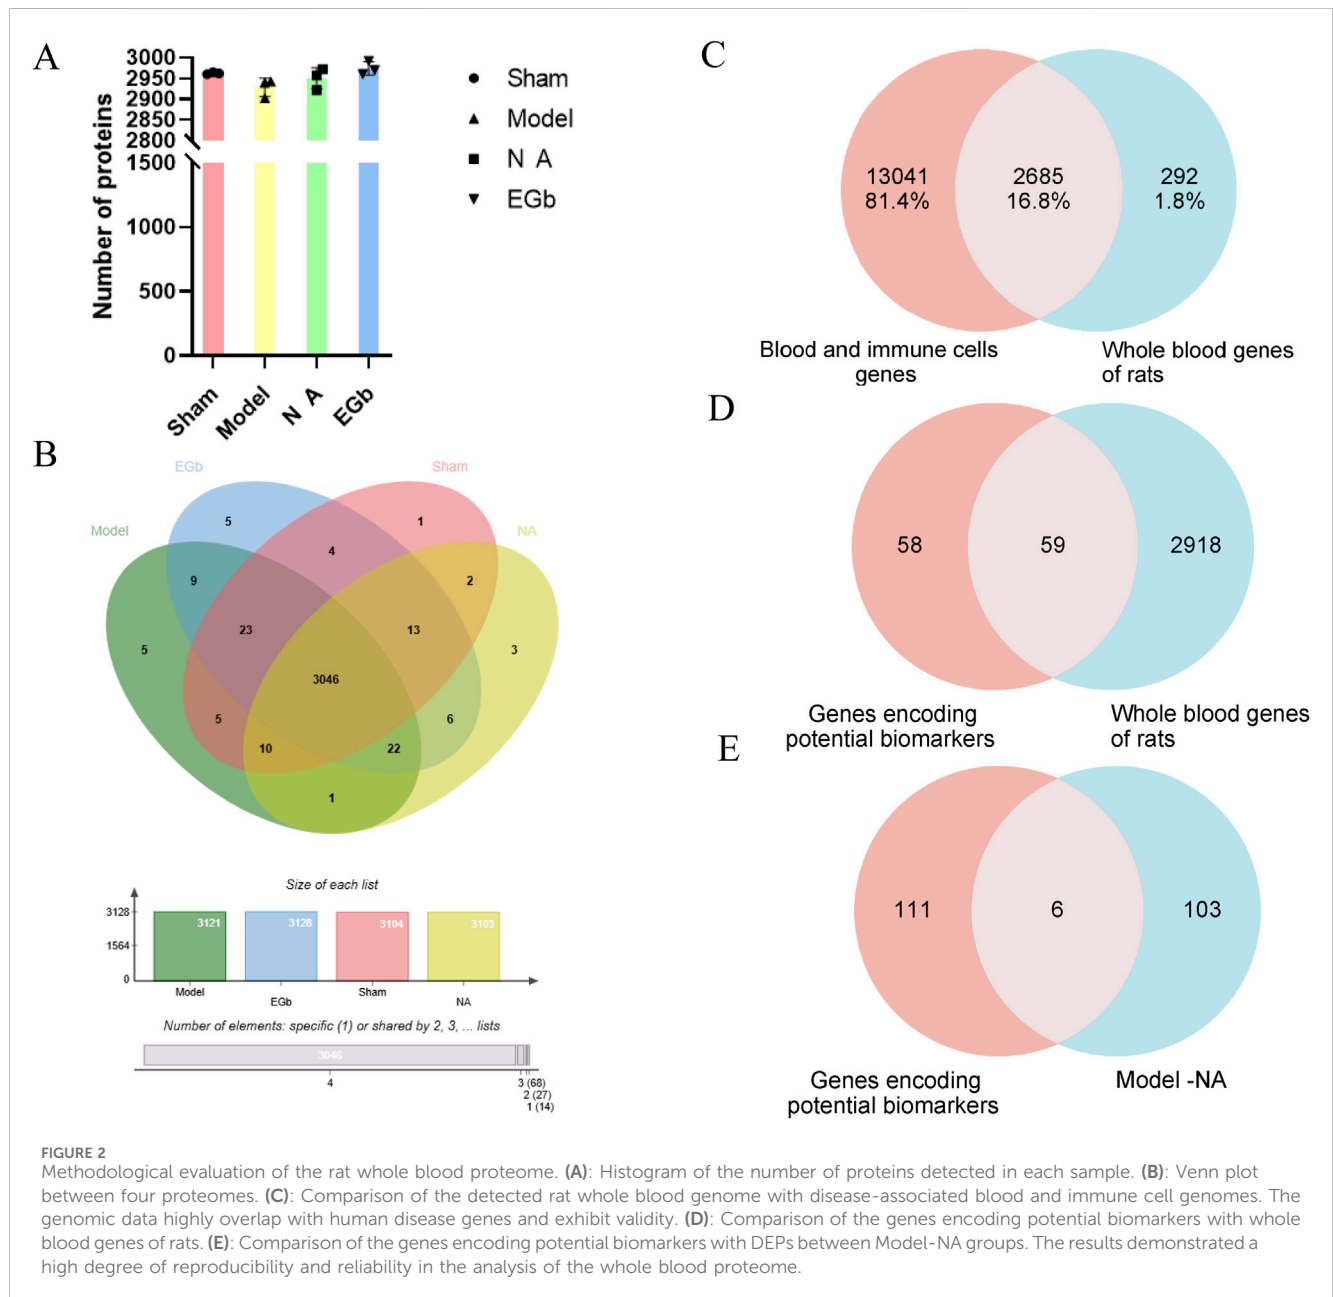 A
3000
2950
2900
2850
2800
1500
1000
500
0
Number of proteins
Sham
Model
N A
EGb
Sham
Model
N A
EGb
B
EGb
Sham
Model
NA
5
1
4
9
2
23
13
5
3
3046
5
6
10
22
1
Size of each list
3128
1564
0
3121
3128
3104
3103
Model
EGb
Sham
NA
Number of elements: specific (1) or shared by 2, 3, ... lists
3046
4
3 (68)
2 (27)
1 (14)
C
13041
81.4%
2685
16.8%
292
1.8%
Blood and immune cells
genes
Whole blood genes
of rats
D
58
59
2918
Genes encoding
potential biomarkers
Whole blood genes
of rats
E
111
6
103
Genes encoding
potential biomarkers
Model -NA
FIGURE 2
Methodological evaluation of the rat whole blood proteome. (A): Histogram of the number of proteins detected in each sample. (B): Venn plot
between four proteomes. (C): Comparison of the detected rat whole blood genome with disease-associated blood and immune cell genomes. The
genomic data highly overlap with human disease genes and exhibit validity. (D): Comparison of the genes encoding potential biomarkers with whole
blood genes of rats. (E): Comparison of the genes encoding potential biomarkers with DEPs between Model-NA groups. The results demonstrated a
high degree of reproducibility and reliability in the analysis of the whole blood proteome.